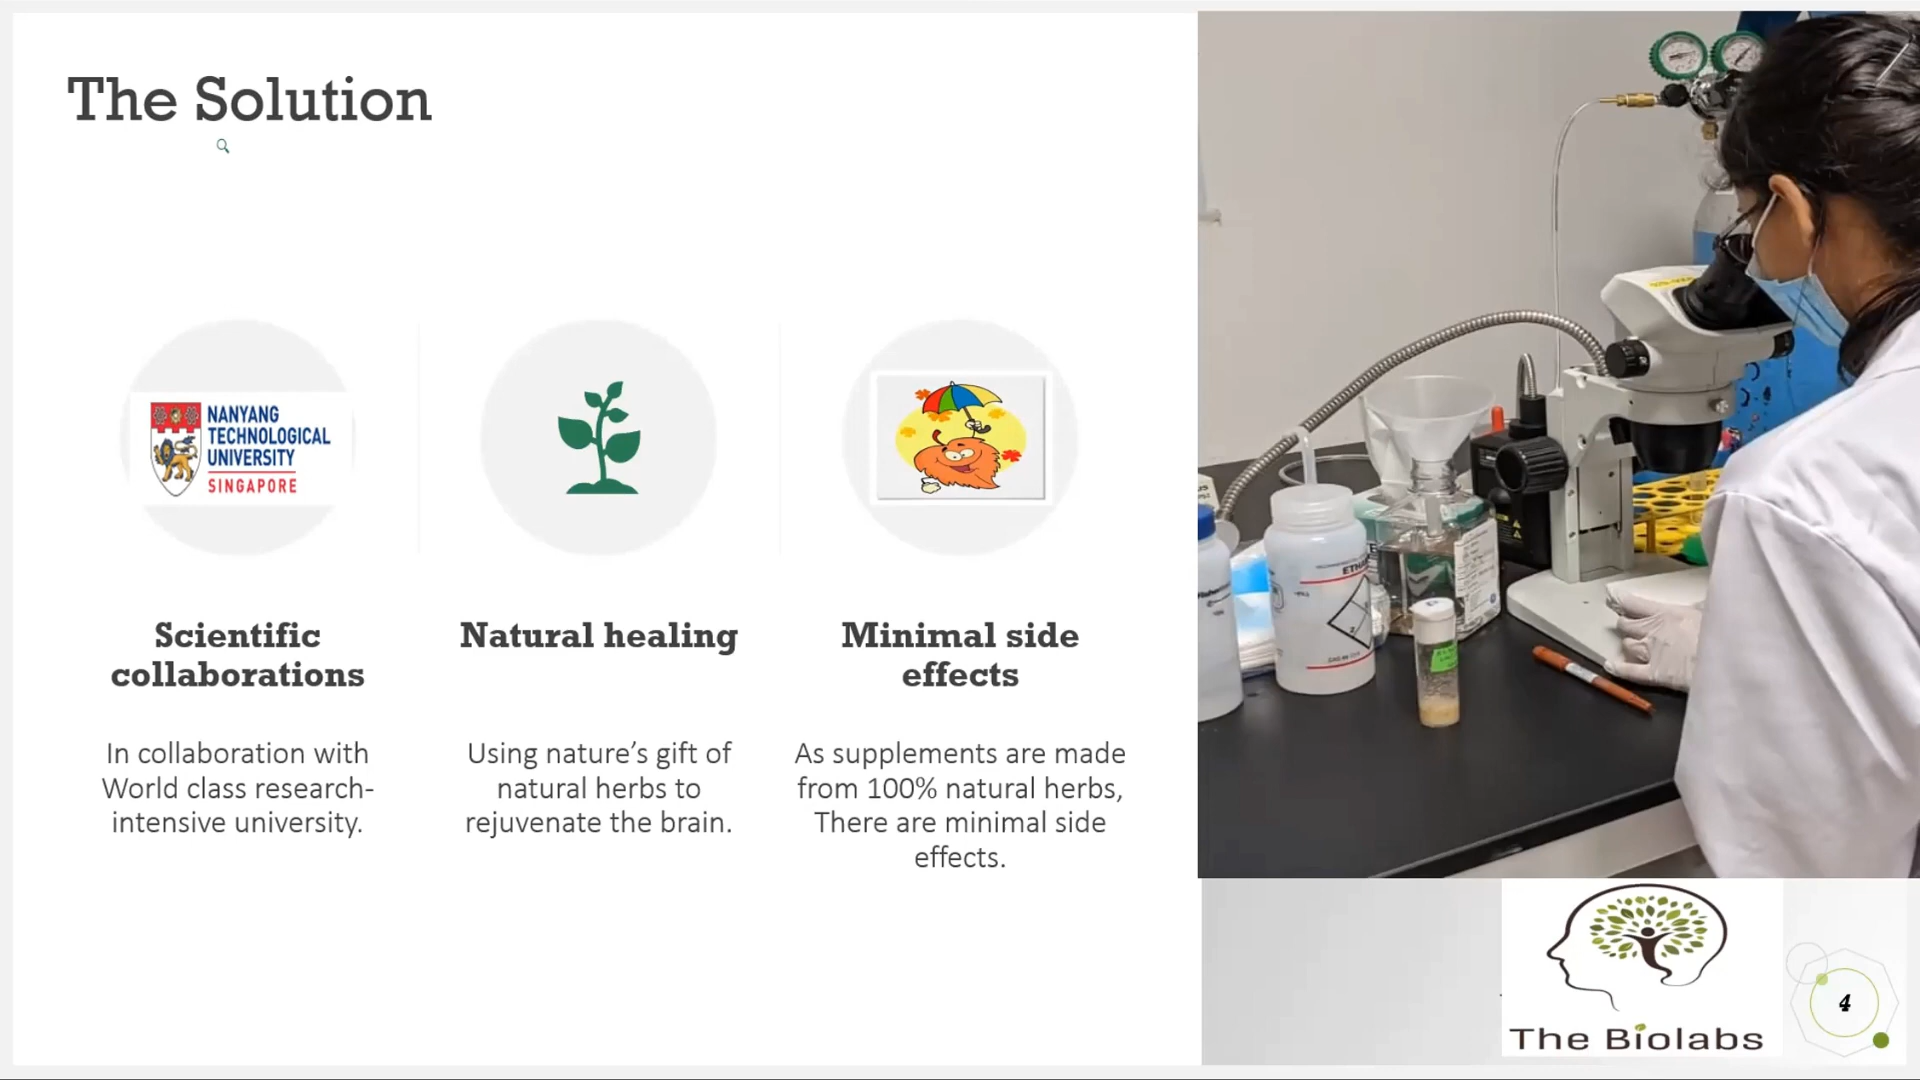 The Solution
NANYANG
TECHNOLOGICAL
UNIVERSITY
SINGAPORE
Scientific
collaborations
In collaboration with
World class research-
intensive university.
Natural healing
Using nature’s gift of
natural herbs to
rejuvenate the brain.
Minimal side
effects
As supplements are made
from 100% natural herbs,
There are minimal side
effects.
The Biolabs
4